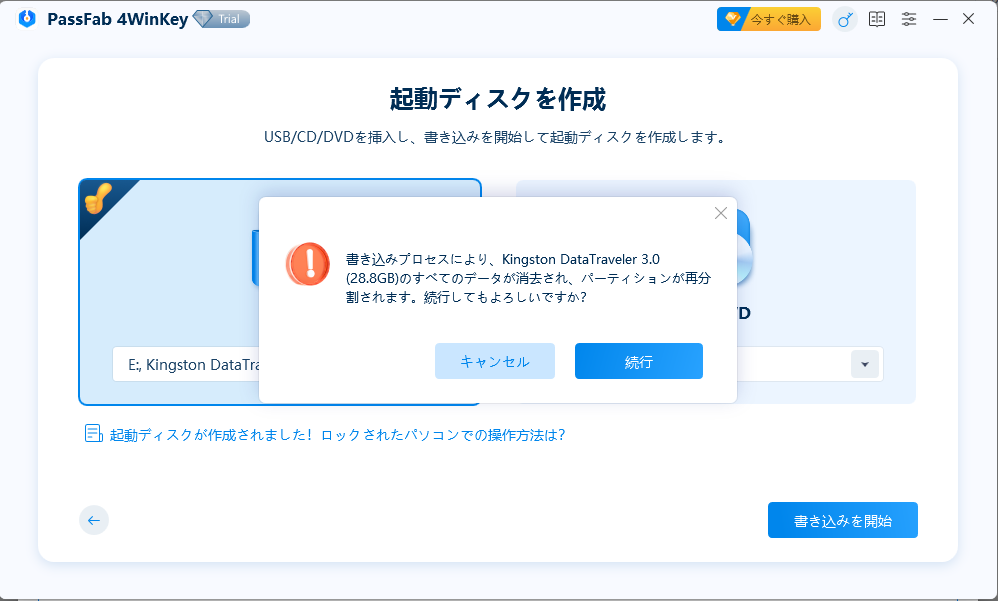 PassFab 4WinKey Trial 今すぐ購入
起動ディスクを作成
USB/CD/DVDを挿入し、書き込みを開始して起動ディスクを作成します。
書き込みプロセスにより、Kingston DataTraveler 3.0
(28.8GB)のすべてのデータが消去され、パーティションが再分
割されます。続行してもよろしいですか?
キャンセル 続行
E:, Kingston DataTra
起動ディスクが作成されました！ロックされたパソコンでの操作方法は?
書き込みを開始